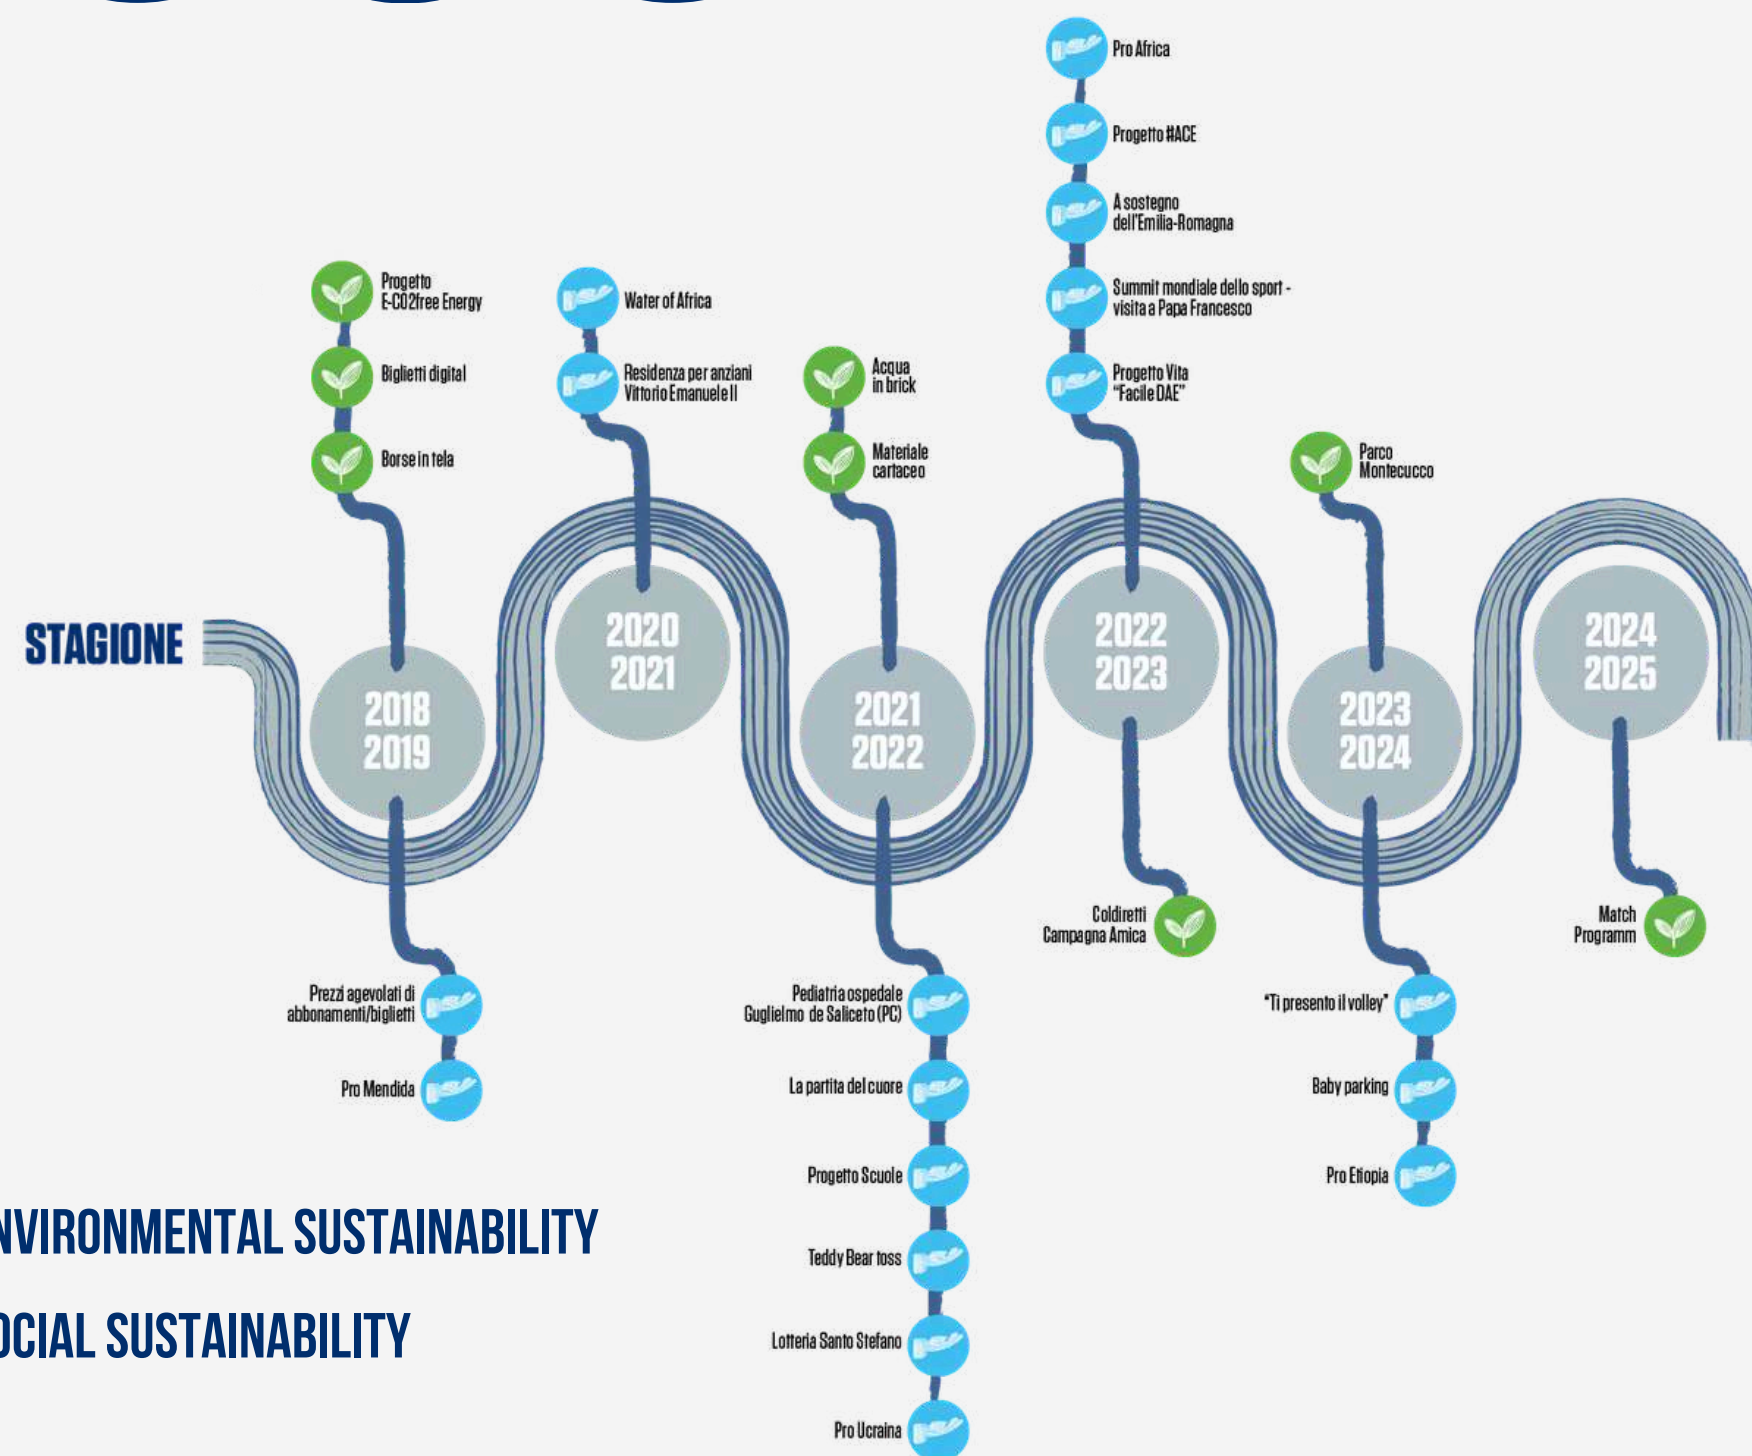 Pro Africa
Progetto #ACE
A sostegno
dell'Emilia-Romagna
Summit mondiale dello sport -
visita a Papa Francesco
Progetto Vita
"Facile DAE"
Progetto
E-CO2free Energy
Biglietti digital
Borse in tela
Water of Africa
Residenza per anziani
Vittorio Emanuele II
Acqua
in brick
Materiale
cartaceo
Parco
Montecucco
STAGIONE
2018
2019
2020
2021
2021
2022
2022
2023
2023
2024
2024
2025
Prezzi agevolati di
abbonamenti/biglietti
Pro Mendida
Pediatria ospedale
Guglielmo de Saliceto (PC)
La partita del cuore
Progetto Scuole
Teddy Bear toss
Lotteria Santo Stefano
Pro Ucraina
Coldiretti
Campagna Amica
"Ti presento il volley"
Baby parking
Pro Etiopia
Match
Programm
NVIRONMENTAL SUSTAINABILITY
OCIAL SUSTAINABILITY